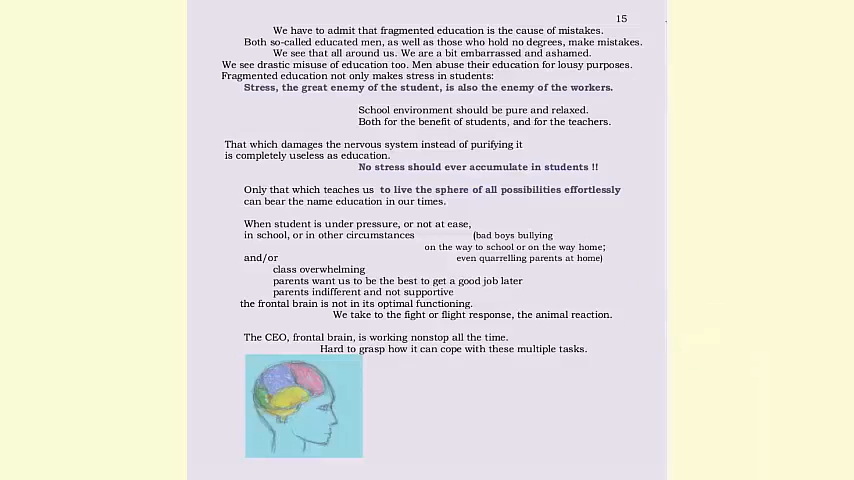 15
We have to admit that fragmented education is the cause of mistakes.
Both so-called educated men, as well as those who hold no degrees, make mistakes.
We see that all around us. We are a bit embarrassed and ashamed.
We see drastic misuse of education too. Men abuse their education for lousy purposes.
Fragmented education not only makes stress in students:
Stress, the great enemy of the student, is also the enemy of the workers.
School environment should be pure and relaxed.
Both for the benefit of students, and for the teachers.
That which damages the nervous system instead of purifying it
is completely useless as education.
No stress should ever accumulate in students !!
Only that which teaches us to live the sphere of all possibilities effortlessly
can bear the name education in our times.
When student is under pressure, or not at ease,
in school, or in other circumstances (bad boys bullying
on the way to school or on the way home;
and/or even quarrelling parents at home)
class overwhelming
parents want us to be the best to get a good job later
parents indifferent and not supportive
the frontal brain is not in its optimal functioning.
We take to the fight or flight response, the animal reaction.
The CEO, frontal brain, is working nonstop all the time.
Hard to grasp how it can cope with these multiple tasks.